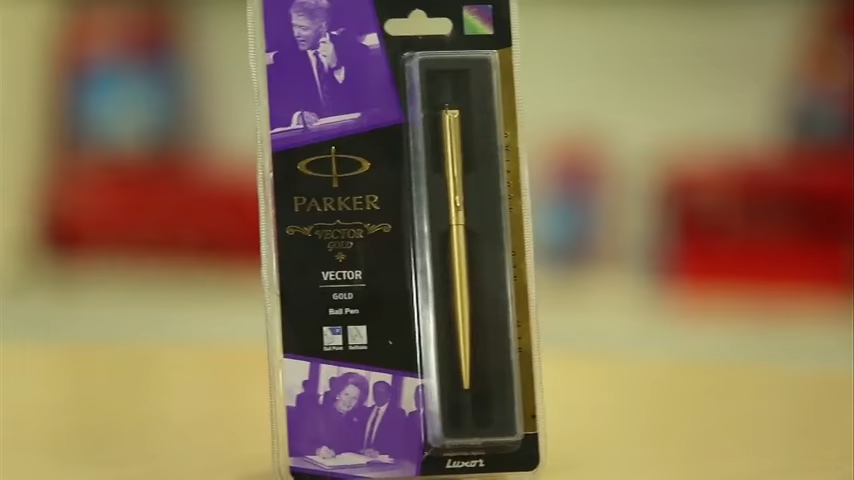 PARKER
VECTOR
GOLD
VECTOR
GOLD
Ball Pen
Luxor